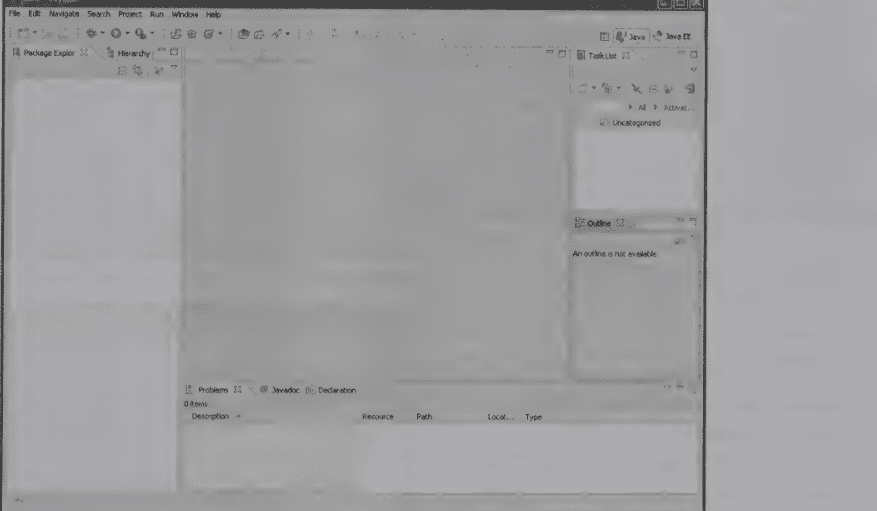 File Edit Navigate Search Project Run Window Help
Java Java EE
Package Explor Hierarchy
Task List
All Activat...
Uncategorized
Outline
An outline is not available.
Problems @ Javadoc Declaration
0 items
Description Resource Path Locat... Type